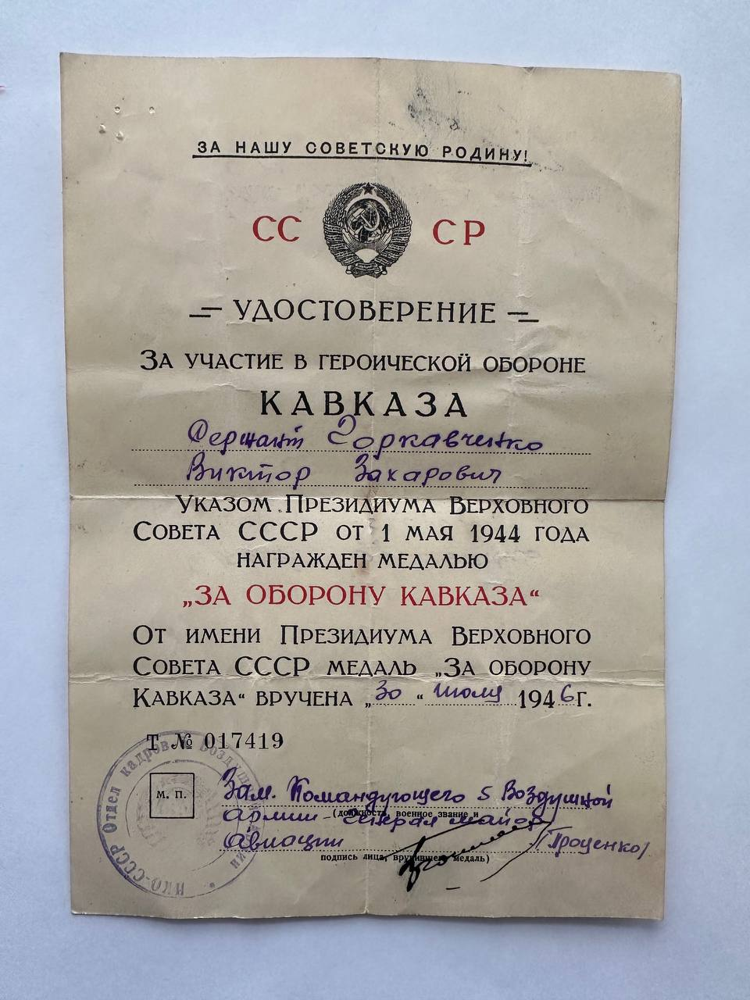 ЗА НАШУ СОВЕТСКУЮ РОДИНУ!
СС СР
УДОСТОВЕРЕНИЕ
ЗА УЧАСТИЕ В ГЕРОИЧЕСКОЙ ОБОРОНЕ
КАВКАЗА
Сержант Горкавченко
Виктор Захарович
УКАЗОМ ПРЕЗИДИУМА ВЕРХОВНОГО
СОВЕТА СССР ОТ 1 МАЯ 1944 ГОДА
НАГРАЖДЕН МЕДАЛЬЮ
„ЗА ОБОРОНУ КАВКАЗА“
ОТ ИМЕНИ ПРЕЗИДИУМА ВЕРХОВНОГО
СОВЕТА СССР МЕДАЛЬ „ЗА ОБОРОНУ
КАВКАЗА“ ВРУЧЕНА „30“ июля 1946 г.
Т № 017419
НКО-СССР Отдел кадров Воздушной
М. П.
Зам. Командующего 5 Воздушной
(должность, военное звание и
армии - Генерал майор
Авиации /Проценко/
подпись лица, вручившего медаль)